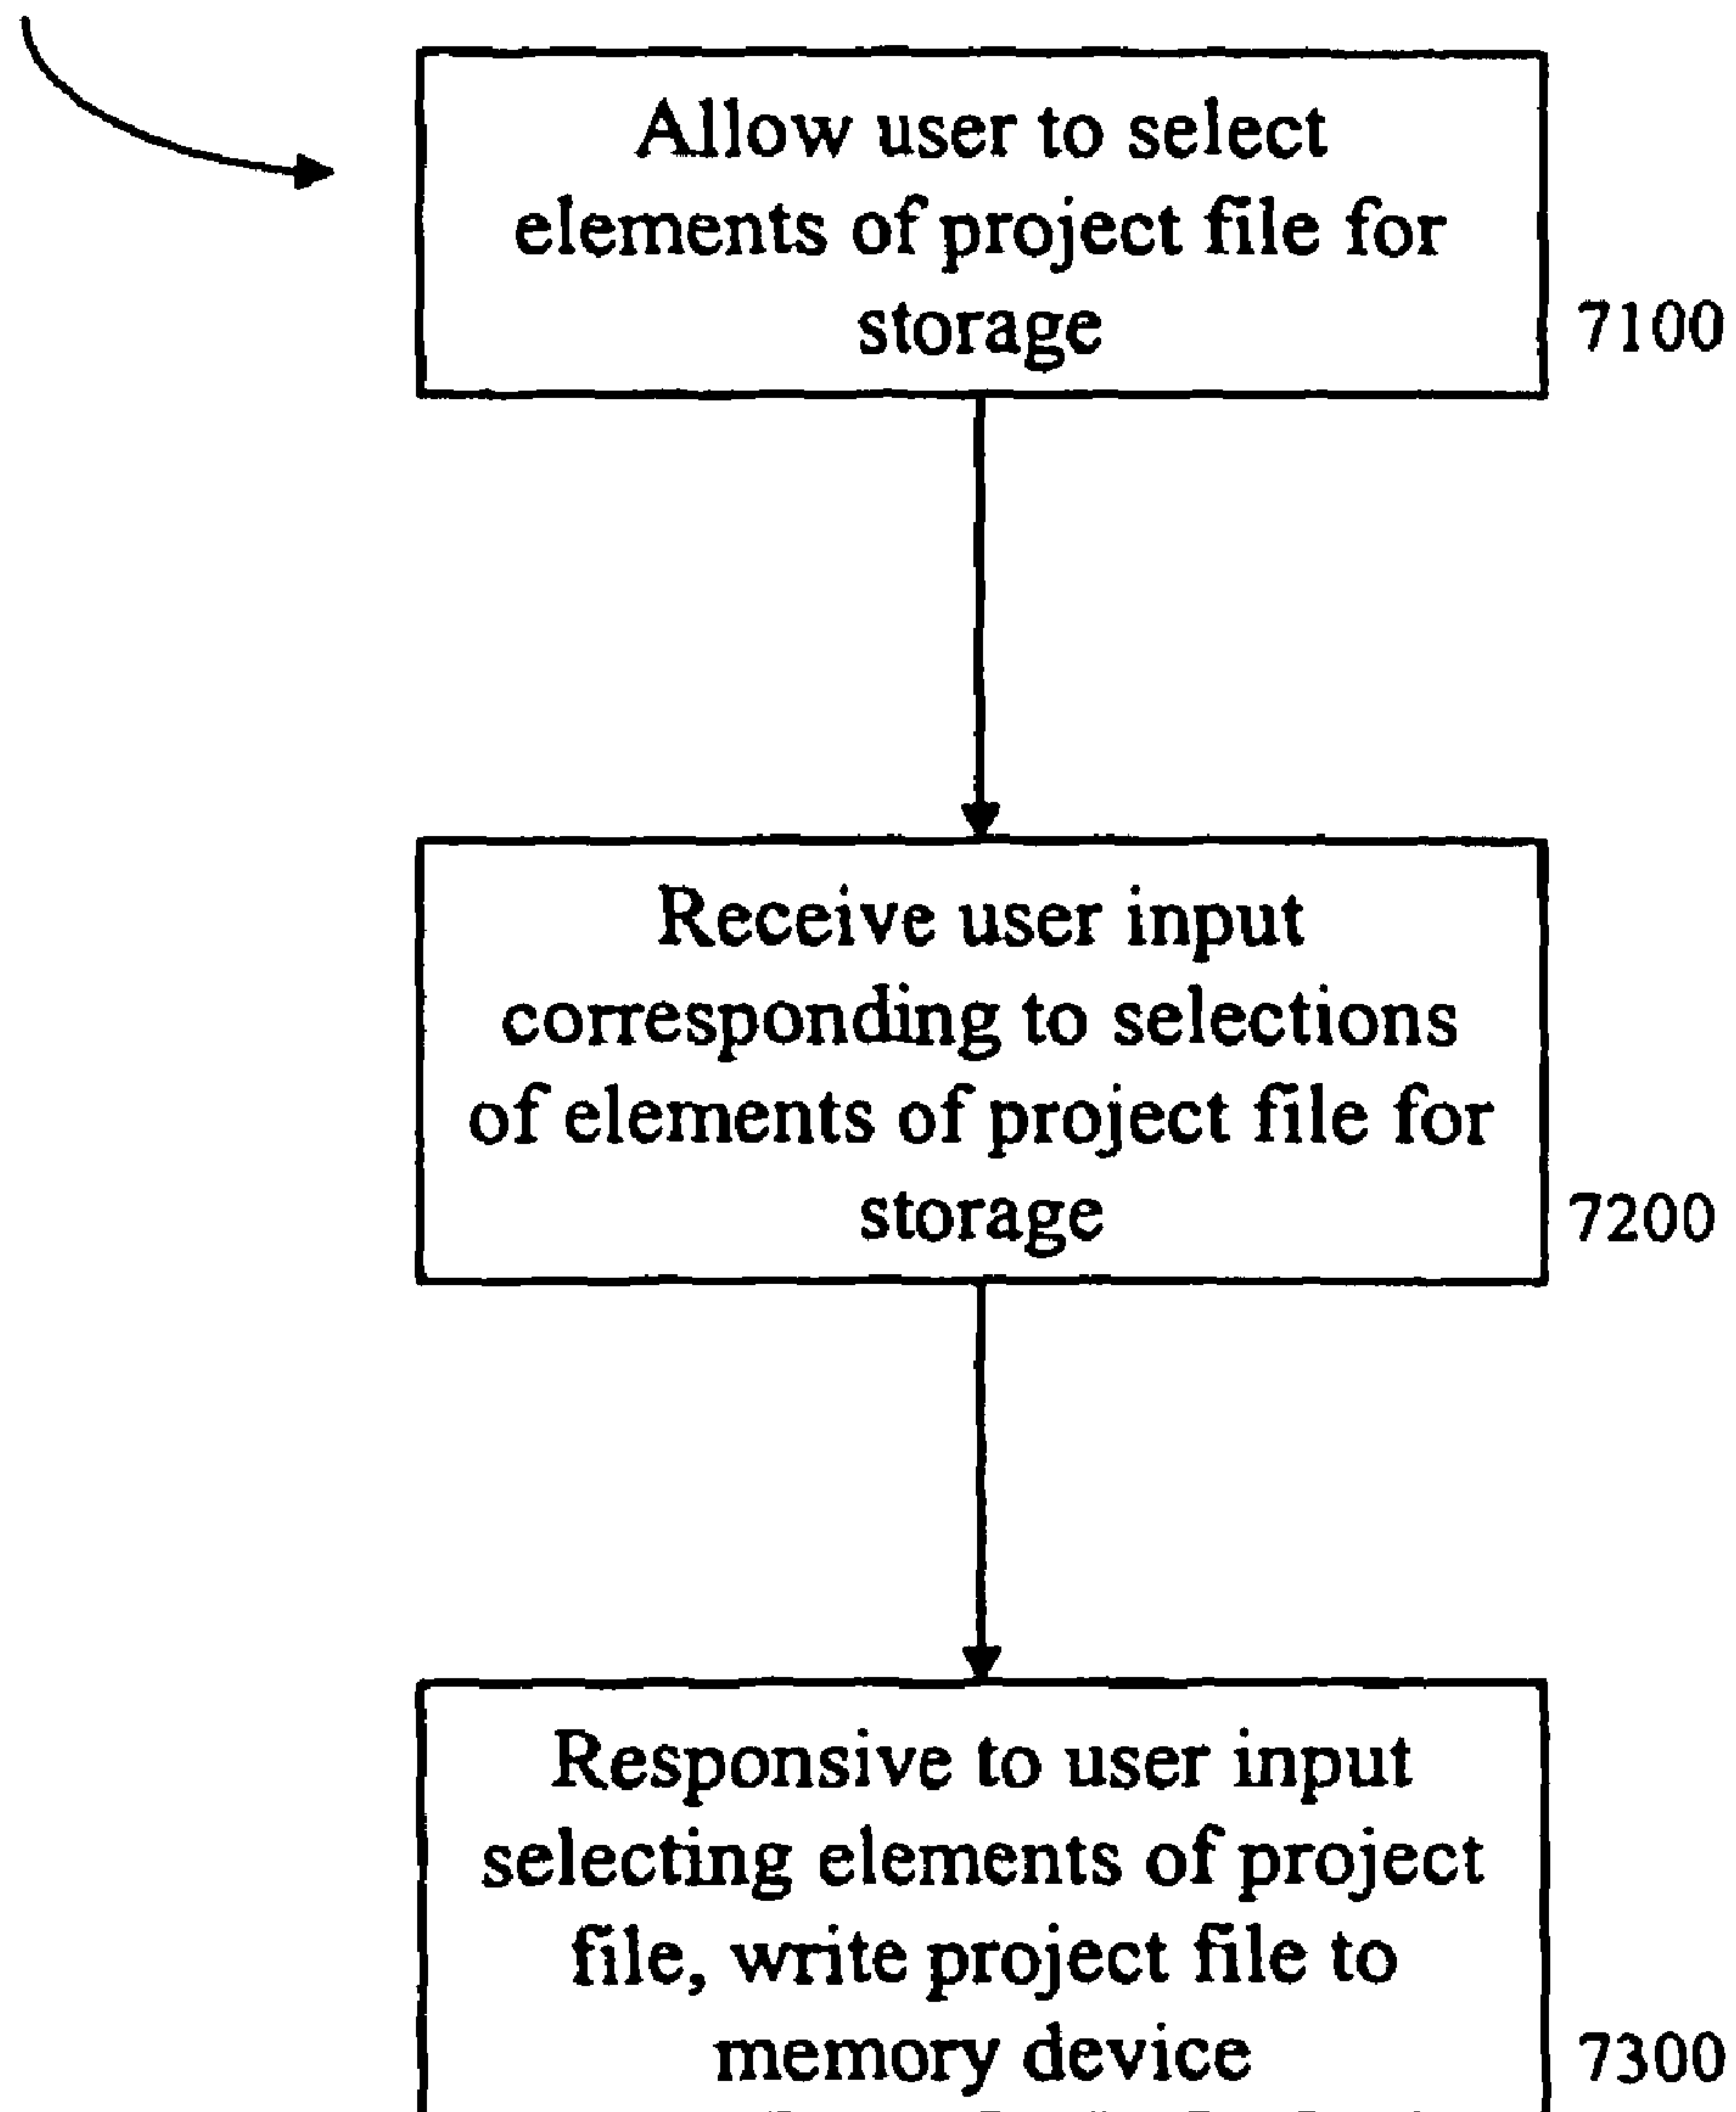 Allow user to select
elements of project file for
storage
7100
Receive user input
corresponding to selections
of elements of project file for
storage
7200
Responsive to user input
selecting elements of project
file, write project file to
memory device
7300